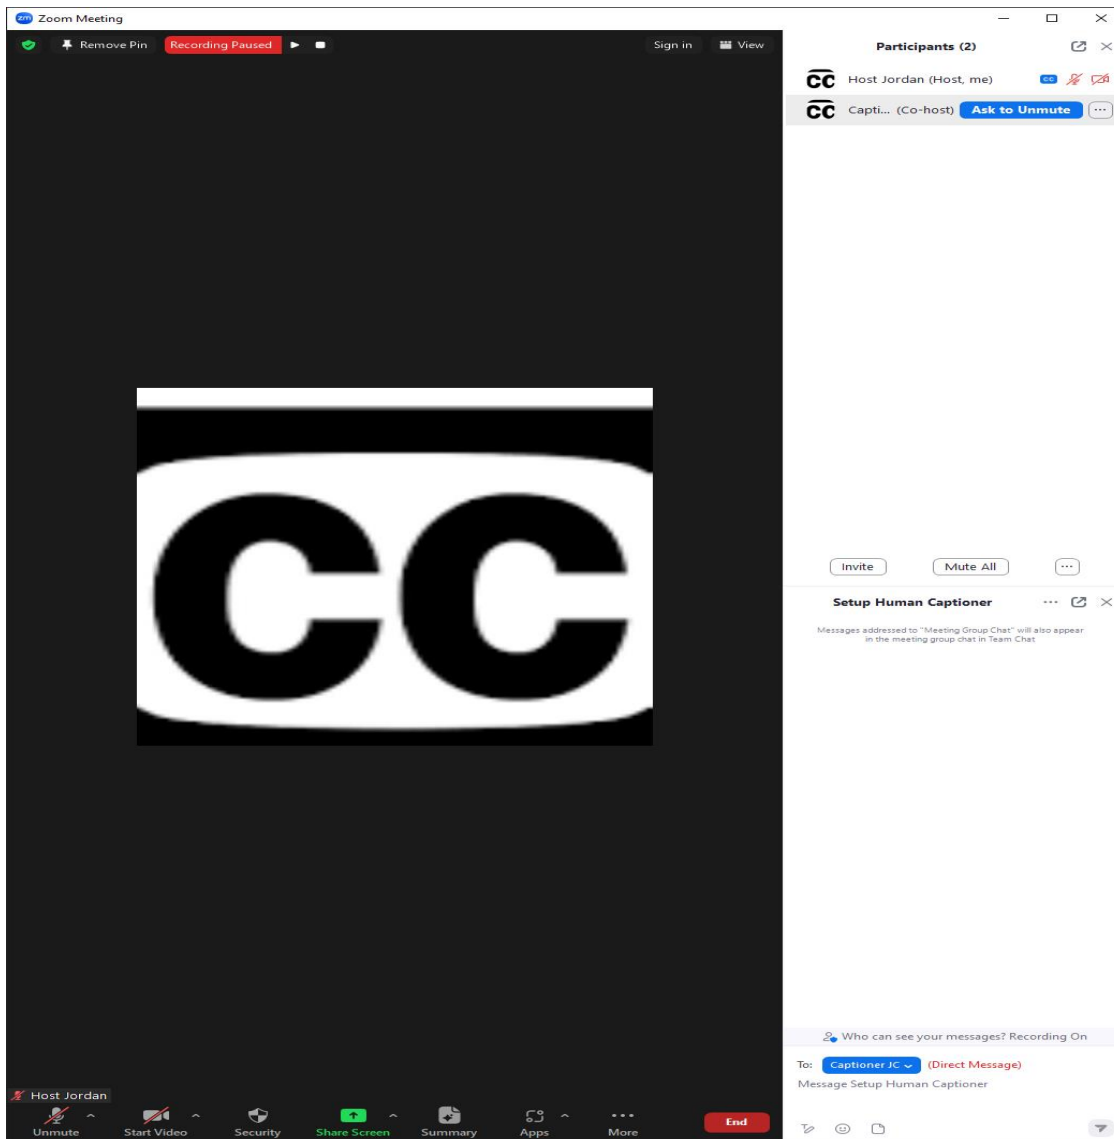 zm Zoom Meeting
Remove Pin Recording Paused Sign in View
Participants (2)
CC Host Jordan (Host, me) CC
CC Capti... (Co-host) Ask to Unmute ...
CC
Invite Mute All ...
Setup Human Captioner ...
Messages addressed to "Meeting Group Chat" will also appear
in the meeting group chat in Team Chat
Who can see your messages? Recording On
To: Captioner JC (Direct Message)
Message Setup Human Captioner
Host Jordan
Unmute Start Video Security Share Screen Summary Apps More End